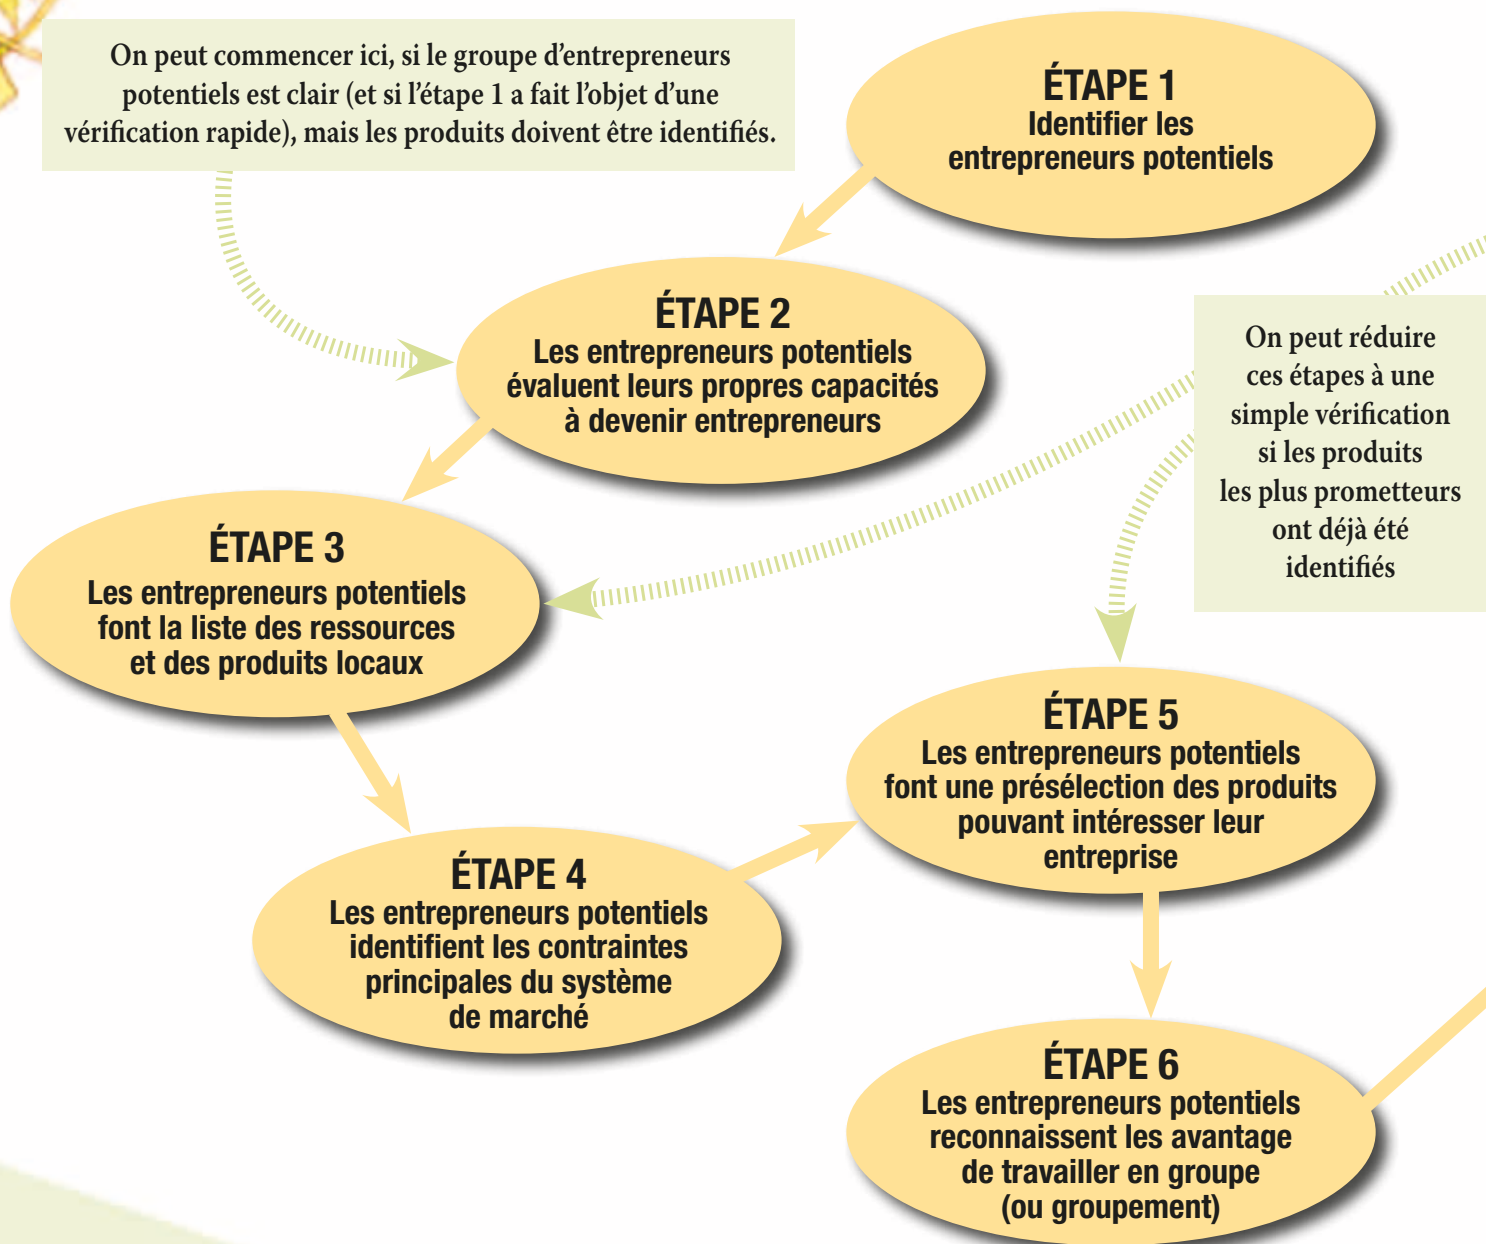 On peut commencer ici, si le groupe d’entrepreneurs
potentiels est clair (et si l’étape 1 a fait l’objet d’une
vérification rapide), mais les produits doivent être identifiés.
ÉTAPE 1
Identifier les
entrepreneurs potentiels
ÉTAPE 2
Les entrepreneurs potentiels
évaluent leurs propres capacités
à devenir entrepreneurs
On peut réduire
ces étapes à une
simple vérification
si les produits
les plus prometteurs
ont déjà été
identifiés
ÉTAPE 3
Les entrepreneurs potentiels
font la liste des ressources
et des produits locaux
ÉTAPE 4
Les entrepreneurs potentiels
identifient les contraintes
principales du système
de marché
ÉTAPE 5
Les entrepreneurs potentiels
font une présélection des produits
pouvant intéresser leur
entreprise
ÉTAPE 6
Les entrepreneurs potentiels
reconnaissent les avantage
de travailler en groupe
(ou groupement)